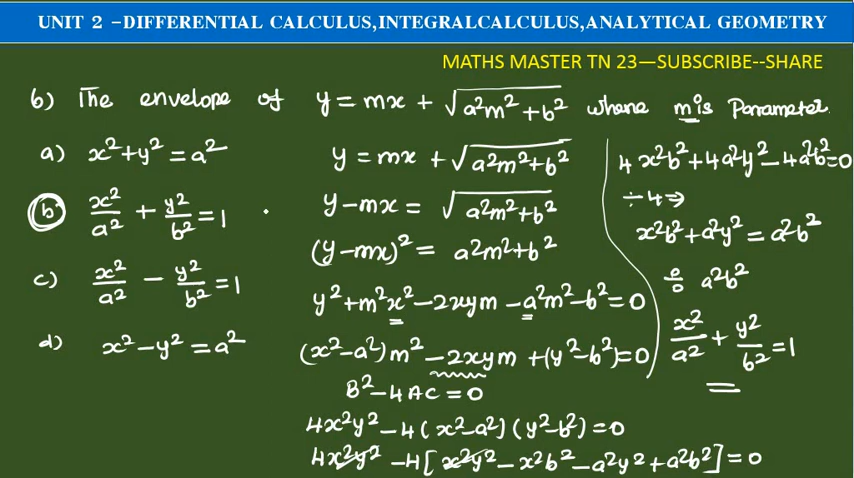 UNIT 2 –DIFFERENTIAL CALCULUS,INTEGRALCALCULUS,ANALYTICAL GEOMETRY
MATHS MASTER TN 23—SUBSCRIBE--SHARE
6) The envelope of y = mx + √(a²m² + b²) where m is Parameter.
a) x² + y² = a²
b) x²/a² + y²/b² = 1
c) x²/a² − y²/b² = 1
d) x² − y² = a²
y = mx + √(a²m² + b²)
y − mx = √(a²m² + b²)
(y − mx)² = a²m² + b²
y² + m²x² − 2xym − a²m² − b² = 0
(x² − a²)m² − 2xym + (y² − b²) = 0
B² − 4AC = 0
4x²y² − 4(x² − a²)(y² − b²) = 0
4x²y² − 4[x²y² − x²b² − a²y² + a²b²] = 0
4x²b² + 4a²y² − 4a²b² = 0
÷ 4 ⇒
x²b² + a²y² = a²b²
÷ a²b²
x²/a² + y²/b² = 1